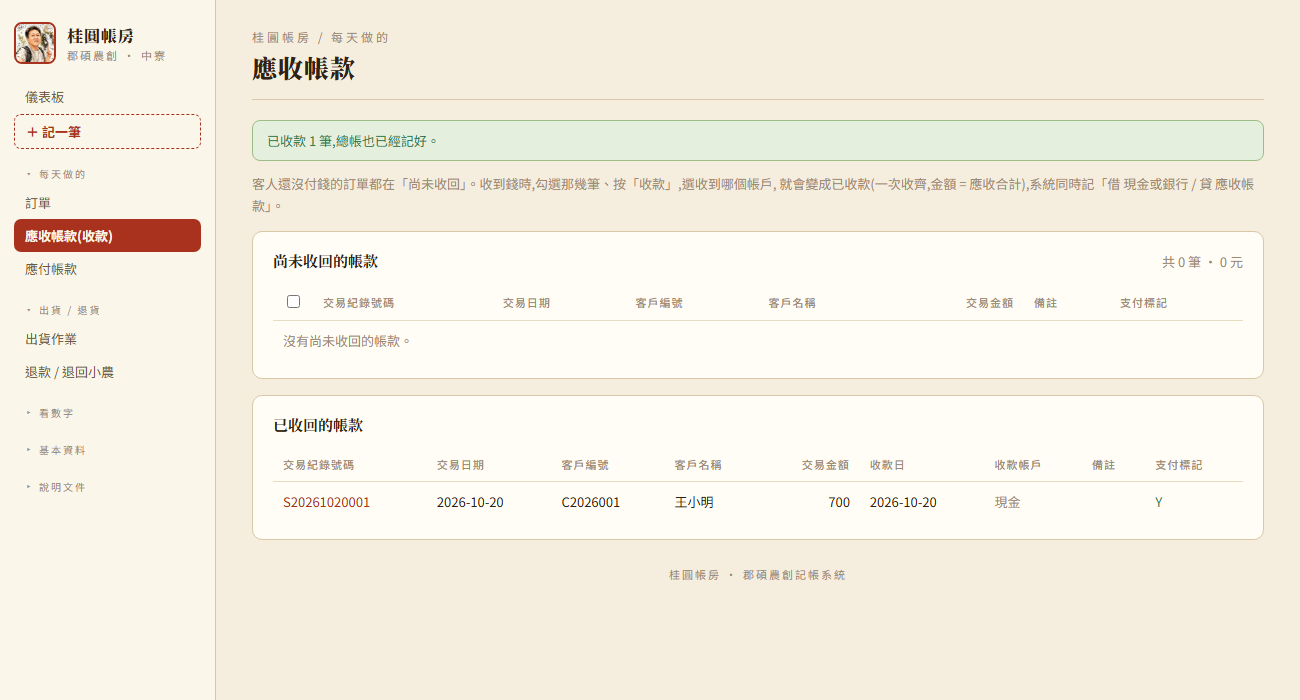 桂圓帳房
郡碩農創 · 中寮
儀表板
+ 記一筆
每天做的
訂單
應收帳款(收款)
應付帳款
出貨 / 退貨
出貨作業
退款 / 退回小農
看數字
基本資料
說明文件
桂圓帳房 / 每天做的
應收帳款
已收款 1 筆,總帳也已經記好。
客人還沒付錢的訂單都在「尚未收回」。收到錢時,勾選那幾筆、按「收款」,選收到哪個帳戶, 就會變成已收款(一次收齊,金額 = 應收合計),系統同時記「借 現金或銀行 / 貸 應收帳
款」。
尚未收回的帳款 共 0 筆 · 0 元
交易紀錄號碼 交易日期 客戶編號 客戶名稱 交易金額 備註 支付標記
沒有尚未收回的帳款。
已收回的帳款
交易紀錄號碼 交易日期 客戶編號 客戶名稱 交易金額 收款日 收款帳戶 備註 支付標記
S20261020001 2026-10-20 C2026001 王小明 700 2026-10-20 現金 Y
桂圓帳房 · 郡碩農創記帳系統